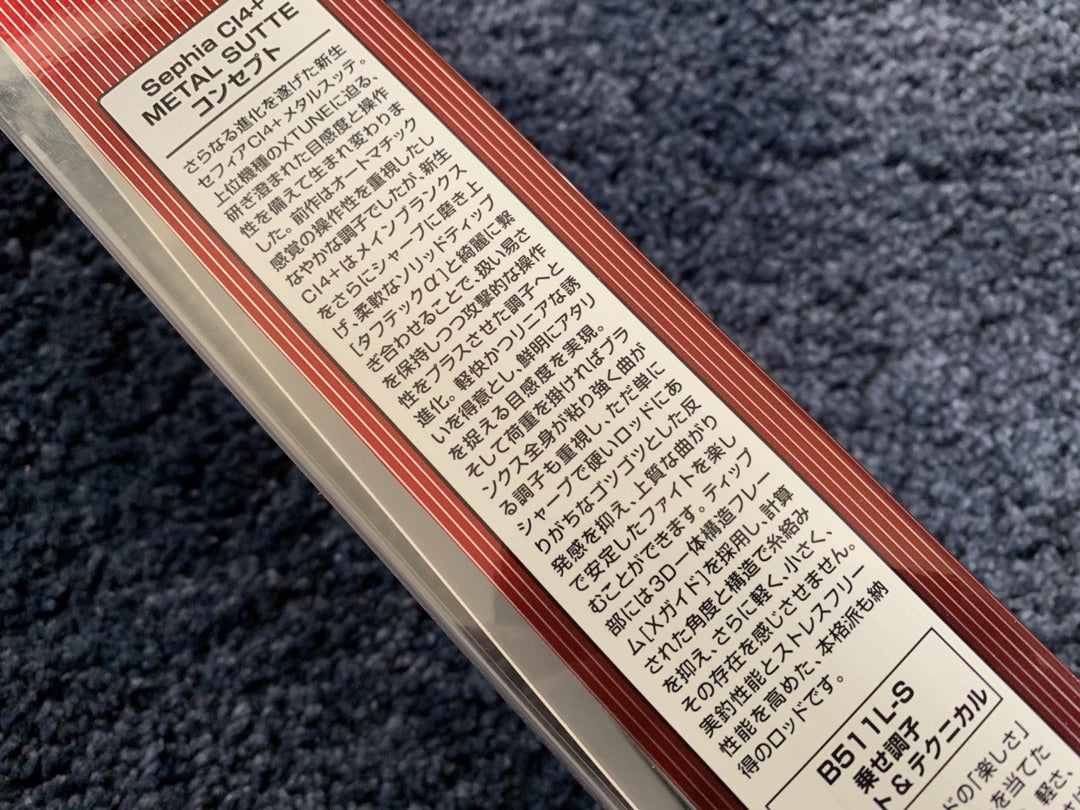 Sephia CI4+
METAL SUTTE
コンセプト
さらなる進化を遂げた新生
セフィアCI4+ メタルスッテ。
上位機種のXTUNEに迫る、
研ぎ澄まされた目感度と操作
性を備えて生まれ変わりま
した。前作はオートマチック
感覚の操作性を重視したし
なやかな調子でしたが、新生
CI4+はメインブランクス
をさらにシャープに磨き上
げ、柔軟なソリッドティップ
[タフテックα]と綺麗に繋
ぎ合わせることで、扱い易さ
を保持しつつ攻撃的な操作
性をプラスさせた調子へと
進化。軽快かつリニアな誘
いを得意とし、鮮明にアタリ
を捉える目感度を実現。
そして荷重を掛ければブラ
ンクス全身が粘り強く曲が
る調子も重視し、ただ単に
シャープで硬いロッドにあ
りがちなゴツゴツとした反
発感を抑え、上質な曲がり
で安定したファイトを楽し
むことができます。ティップ
部には3D一体構造フレー
ム[Xガイド]を採用し、計算
された角度と構造で糸絡み
を抑え、さらに軽く、小さく、
その存在を感じさせません。
実釣性能とストレスフリー
性能を高めた、本格派も納
得のロッドです。
B511L-S
乗せ調子
ト & テクニカル
ドの「楽しさ」
を当てた
軽さ、